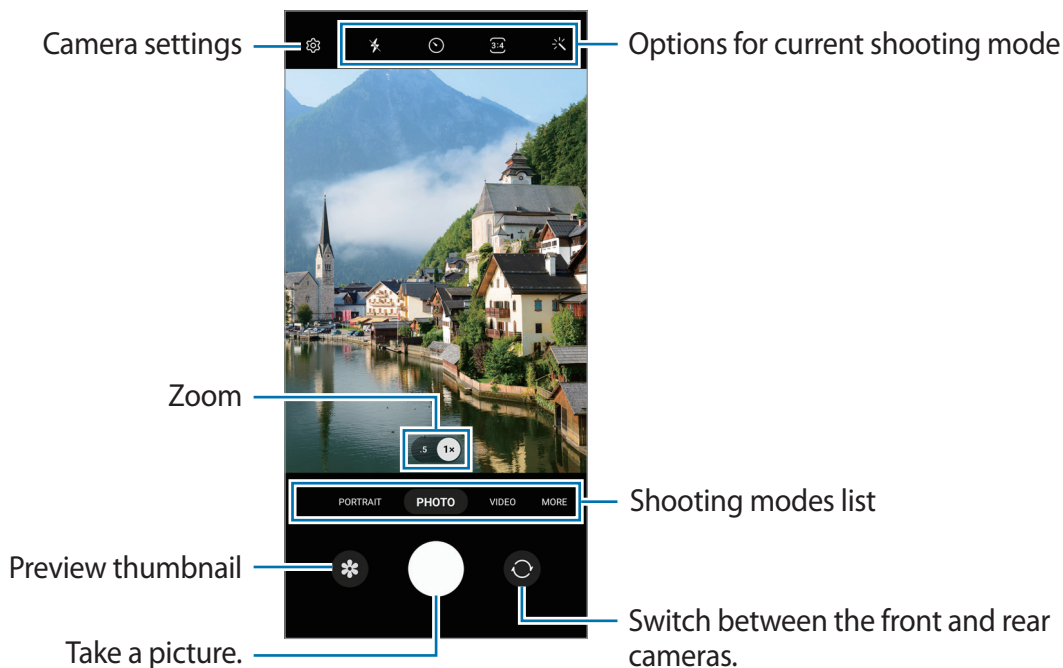 Camera settings
Options for current shooting mode
3:4
Zoom
.5 1×
PORTRAIT PHOTO VIDEO MORE
Shooting modes list
Preview thumbnail
Switch between the front and rear
cameras.
Take a picture.